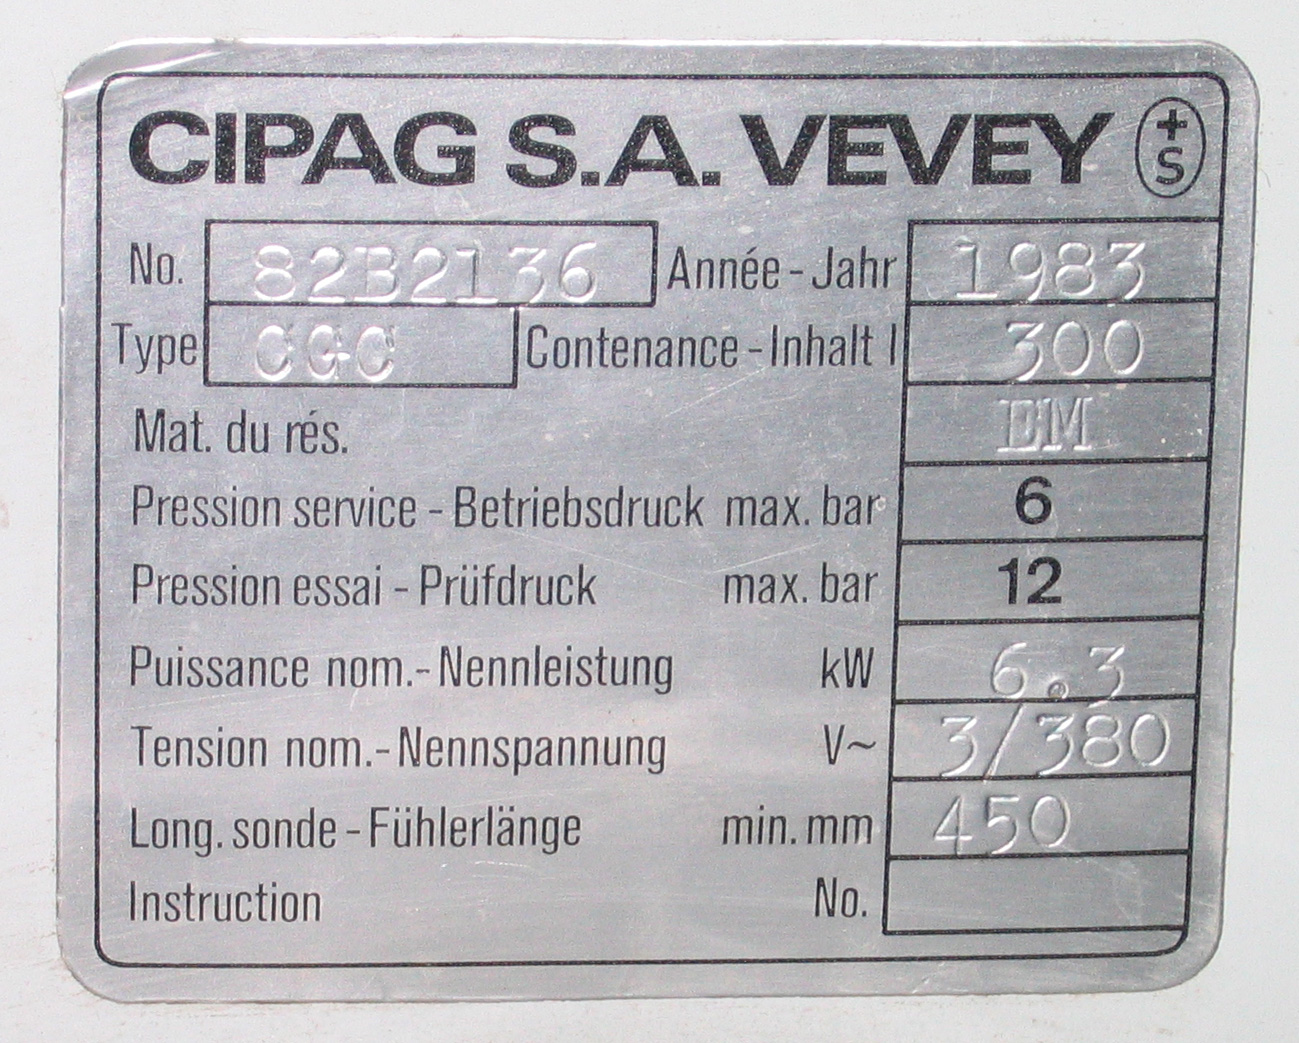 CIPAG S.A. VEVEY +S
No. 82B2136 Année-Jahr 1983
Type CGC Contenance-Inhalt l 300
Mat. du rés. EM
Pression service - Betriebsdruck max. bar 6
Pression essai - Prüfdruck max. bar 12
Puissance nom.- Nennleistung kW 6.3
Tension nom.- Nennspannung V~ 3/380
Long. sonde - Fühlerlänge min. mm 450
Instruction No.